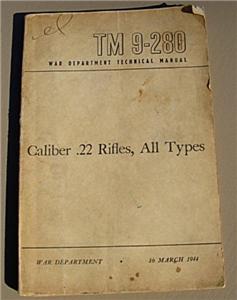 TM 9-280
WAR DEPARTMENT TECHNICAL MANUAL
Caliber .22 Rifles, All Types
WAR DEPARTMENT • 16 MARCH 1944